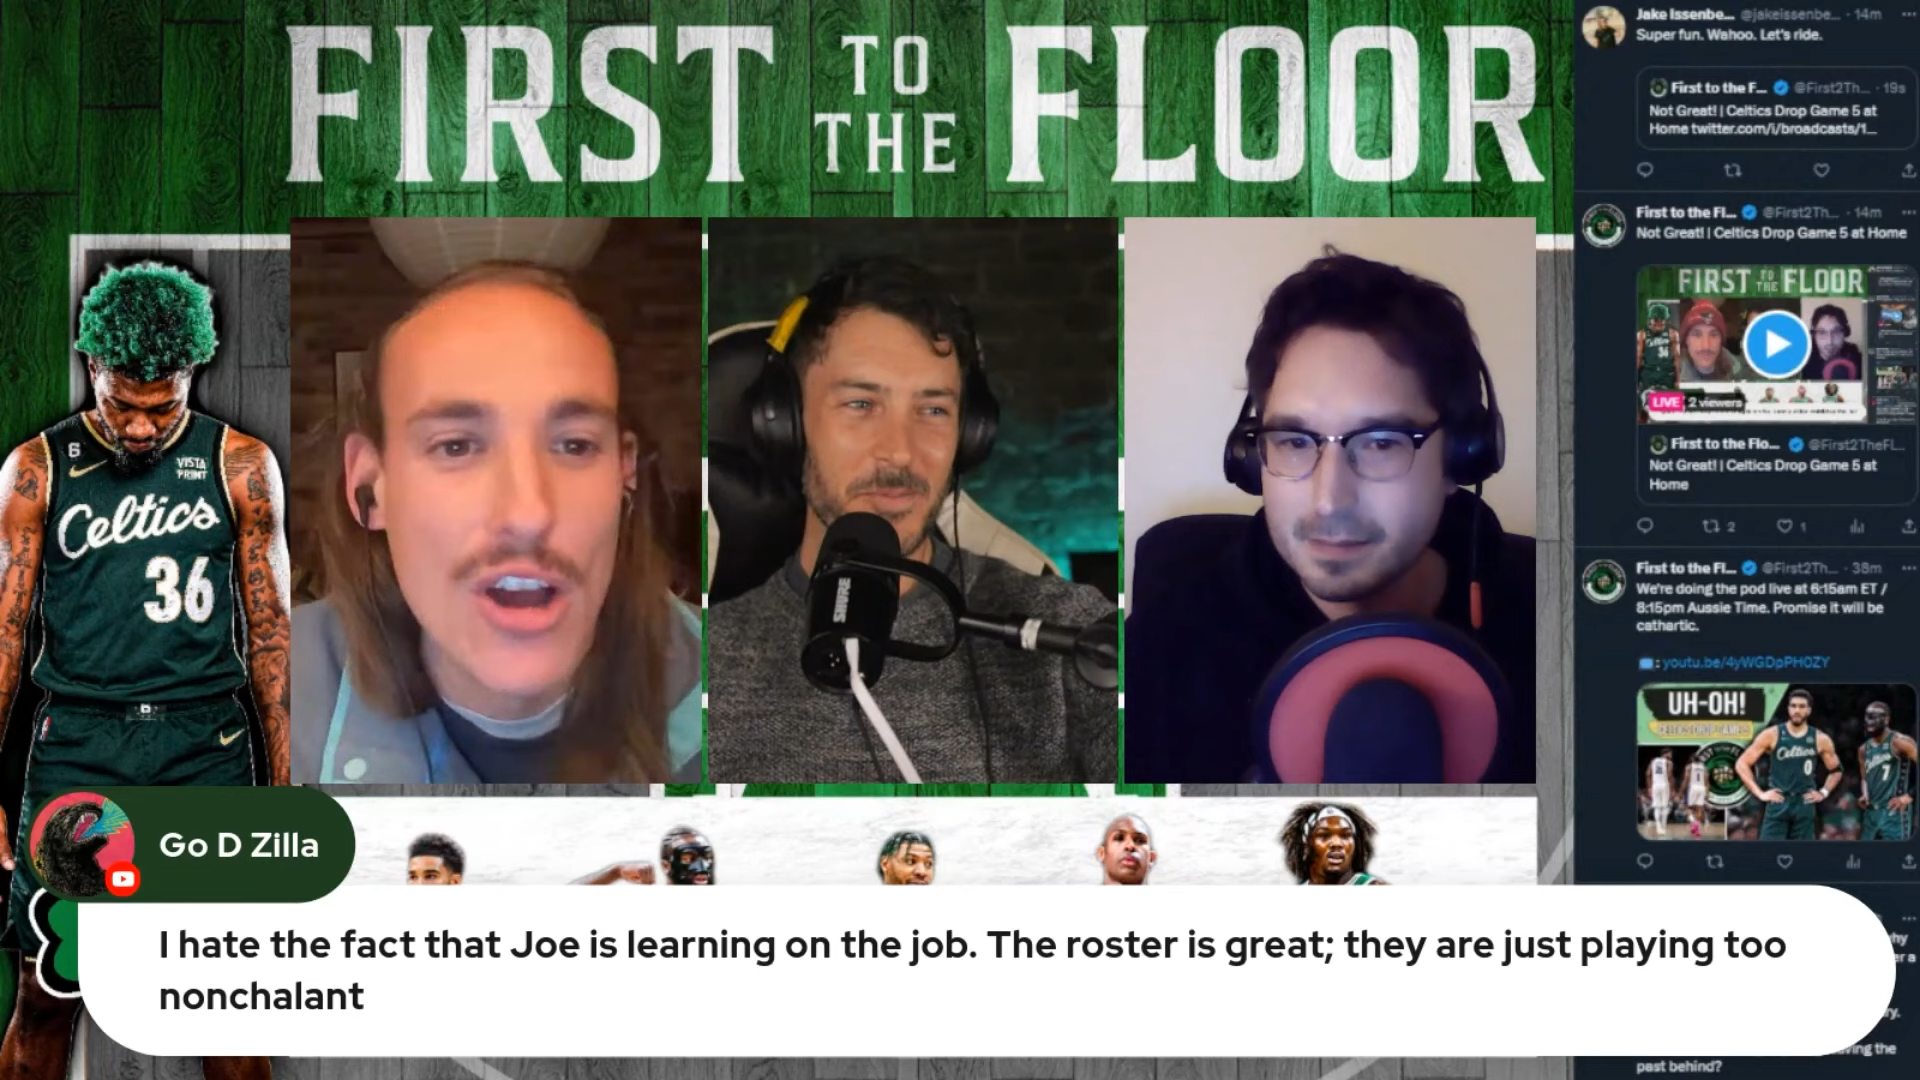 FIRST TO THE FLOOR
6
VISTA
PRINT
Celtics
36
SHURE
Go D Zilla
I hate the fact that Joe is learning on the job. The roster is great; they are just playing too
nonchalant
Jake Issenbe... @jakeissenbe... · 14m
Super fun. Wahoo. Let's ride.
First to the F... @First2Th... · 19s
Not Great! | Celtics Drop Game 5 at
Home twitter.com/i/broadcasts/1...
First to the Fl... @First2Th... · 14m
Not Great! | Celtics Drop Game 5 at Home
FIRST TO THE FLOOR
LIVE 2 viewers
First to the Flo... @First2TheFL...
Not Great! | Celtics Drop Game 5 at
Home
2 1
First to the Fl... @First2Th... · 38m
We're doing the pod live at 6:15am ET /
8:15pm Aussie Time. Promise it will be
cathartic.
: youtu.be/4yWGDpPH0ZY
UH-OH!
Celtics
0
7
past behind?